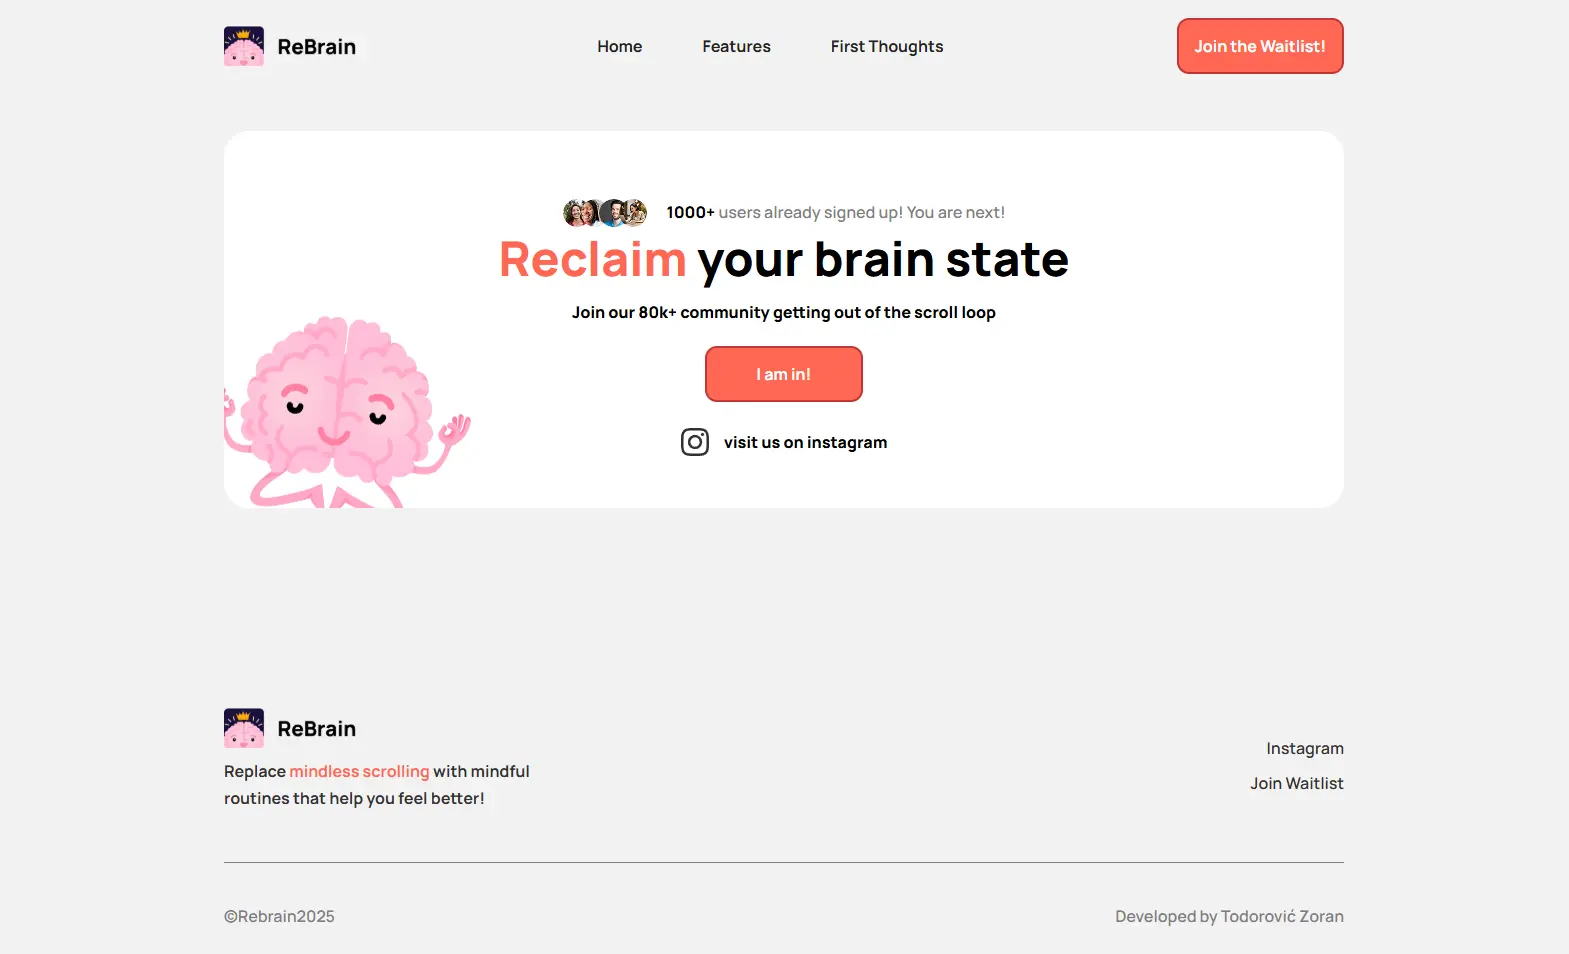 ReBrain
Home
Features
First Thoughts
Join the Waitlist!
1000+ users already signed up! You are next!
Reclaim your brain state
Join our 80k+ community getting out of the scroll loop
I am in!
visit us on instagram
ReBrain
Replace mindless scrolling with mindful
routines that help you feel better!
Instagram
Join Waitlist
©Rebrain2025
Developed by Todorović Zoran